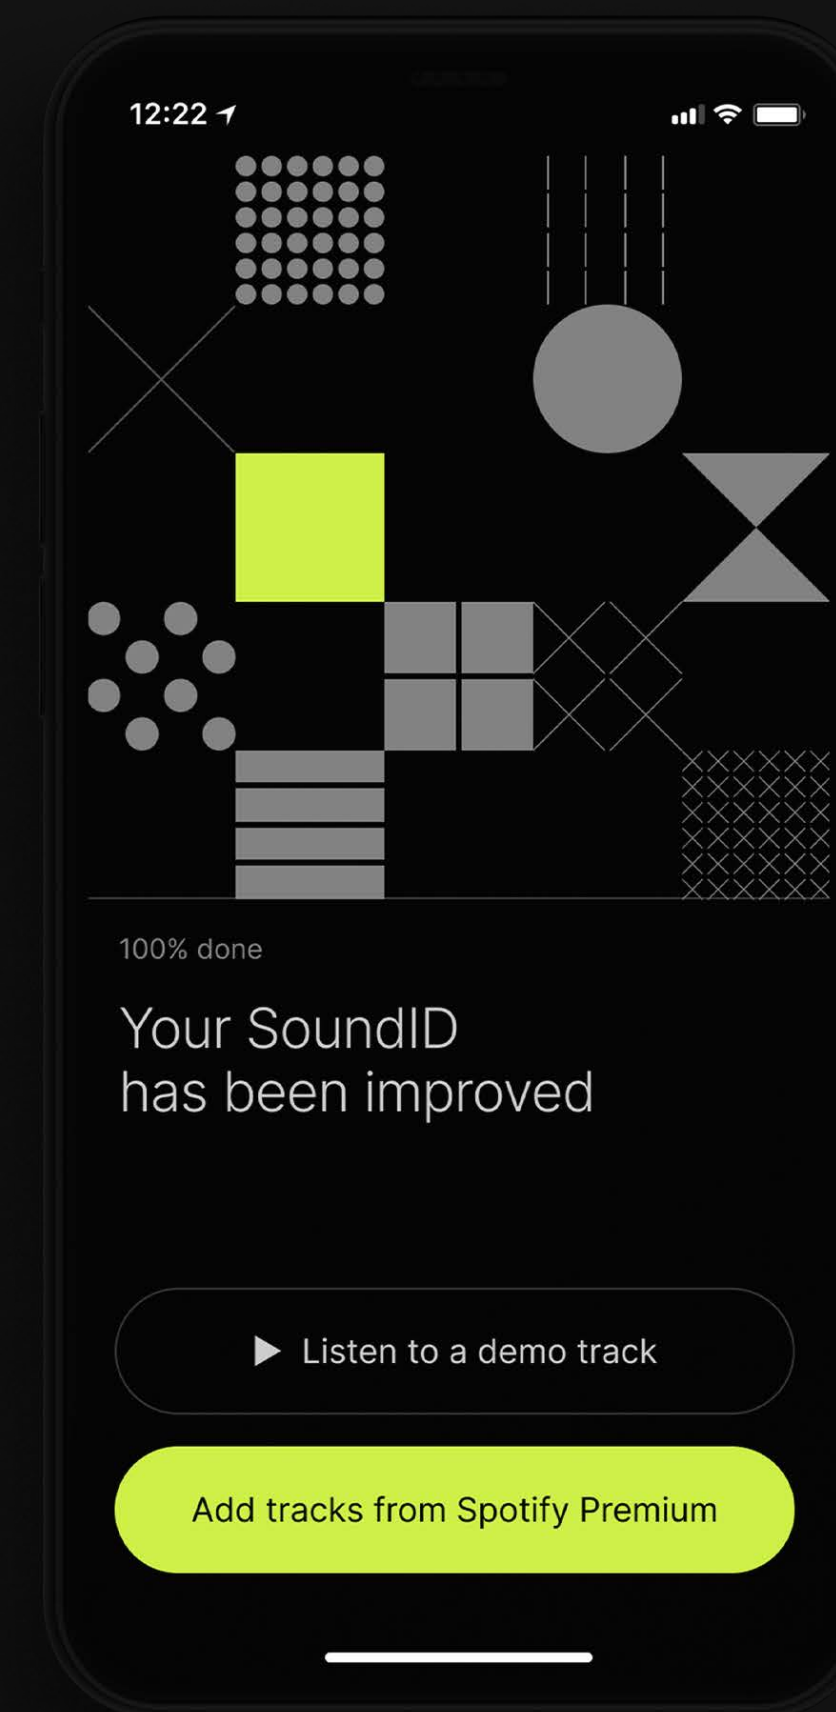 12:22
100% done
Your SoundID
has been improved
Listen to a demo track
Add tracks from Spotify Premium